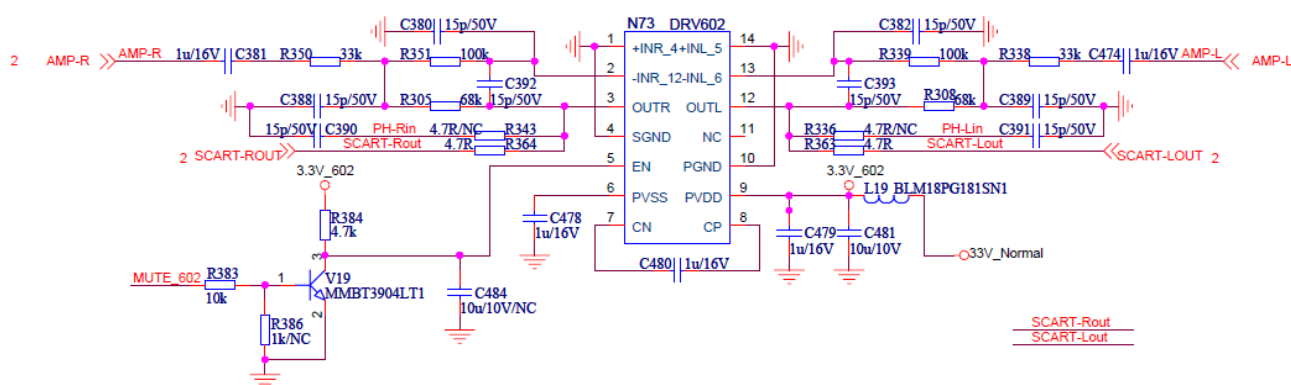 N73 DRV602
C380 15p/50V
C382 15p/50V
1 +INR_4 +INL_5 14
2 AMP-R AMP-R 1u/16V C381 R350 33k R351 100k
R339 100k R338 33k C474 1u/16V AMP-L AMP-L
2 -INR_12 -INL_6 13
C392
15p/50V
C393
15p/50V
C388 15p/50V R305 68k
R308 68k C389 15p/50V
3 OUTR OUTL 12
15p/50V C390 PH-Rin 4.7R/NC R343
R336 4.7R/NC PH-Lin C391 15p/50V
4 SGND NC 11
2 SCART-ROUT SCART-Rout 4.7R R364
R363 4.7R SCART-Lout SCART-LOUT 2
5 EN PGND 10
3.3V_602
3.3V_602
6 PVSS PVDD 9
L19 BLM18PG181SN1
7 CN CP 8
R384
4.7k
C478
1u/16V
C479
1u/16V
C481
10u/10V
33V_Normal
C480 1u/16V
3
MUTE_602 R383
10k
1
V19
MMBT3904LT1
2
C484
10u/10V/NC
R386
1k/NC
SCART-Rout
SCART-Lout